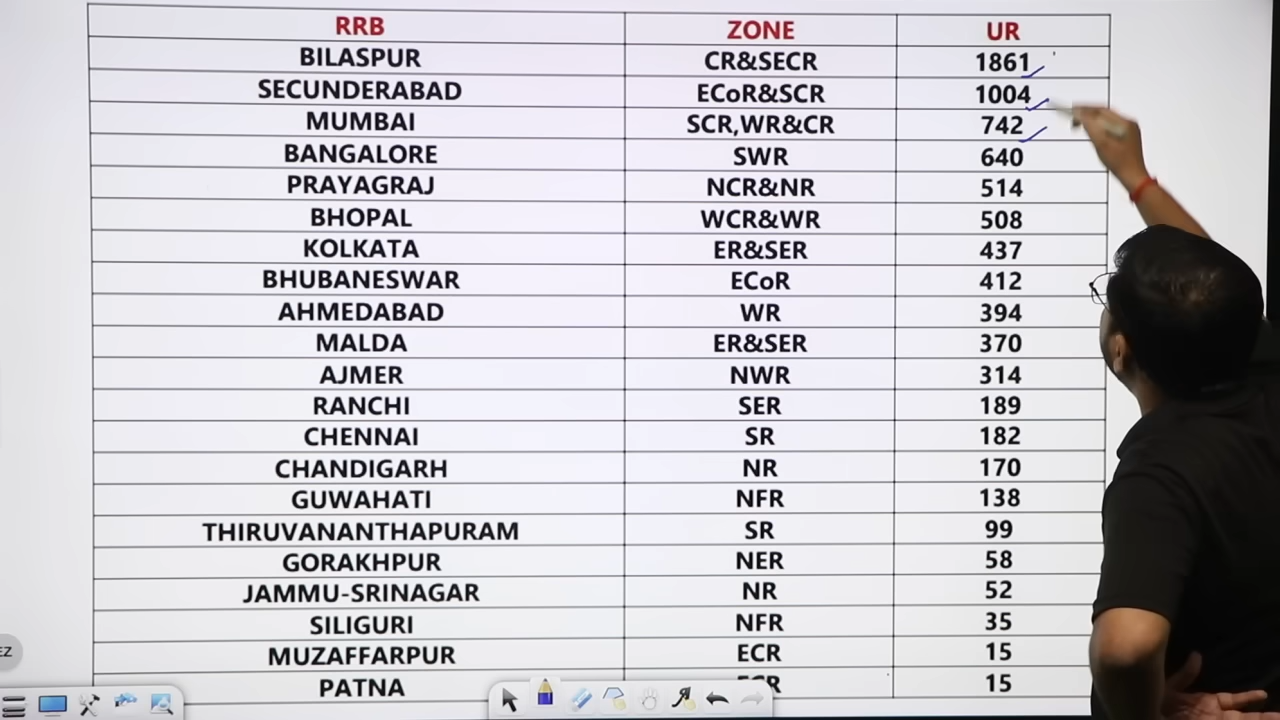 RRB ZONE UR
BILASPUR CR&SECR 1861
SECUNDERABAD ECoR&SCR 1004
MUMBAI SCR,WR&CR 742
BANGALORE SWR 640
PRAYAGRAJ NCR&NR 514
BHOPAL WCR&WR 508
KOLKATA ER&SER 437
BHUBANESWAR ECoR 412
AHMEDABAD WR 394
MALDA ER&SER 370
AJMER NWR 314
RANCHI SER 189
CHENNAI SR 182
CHANDIGARH NR 170
GUWAHATI NFR 138
THIRUVANANTHAPURAM SR 99
GORAKHPUR NER 58
JAMMU-SRINAGAR NR 52
SILIGURI NFR 35
EZ
MUZAFFARPUR ECR 15
PATNA 15